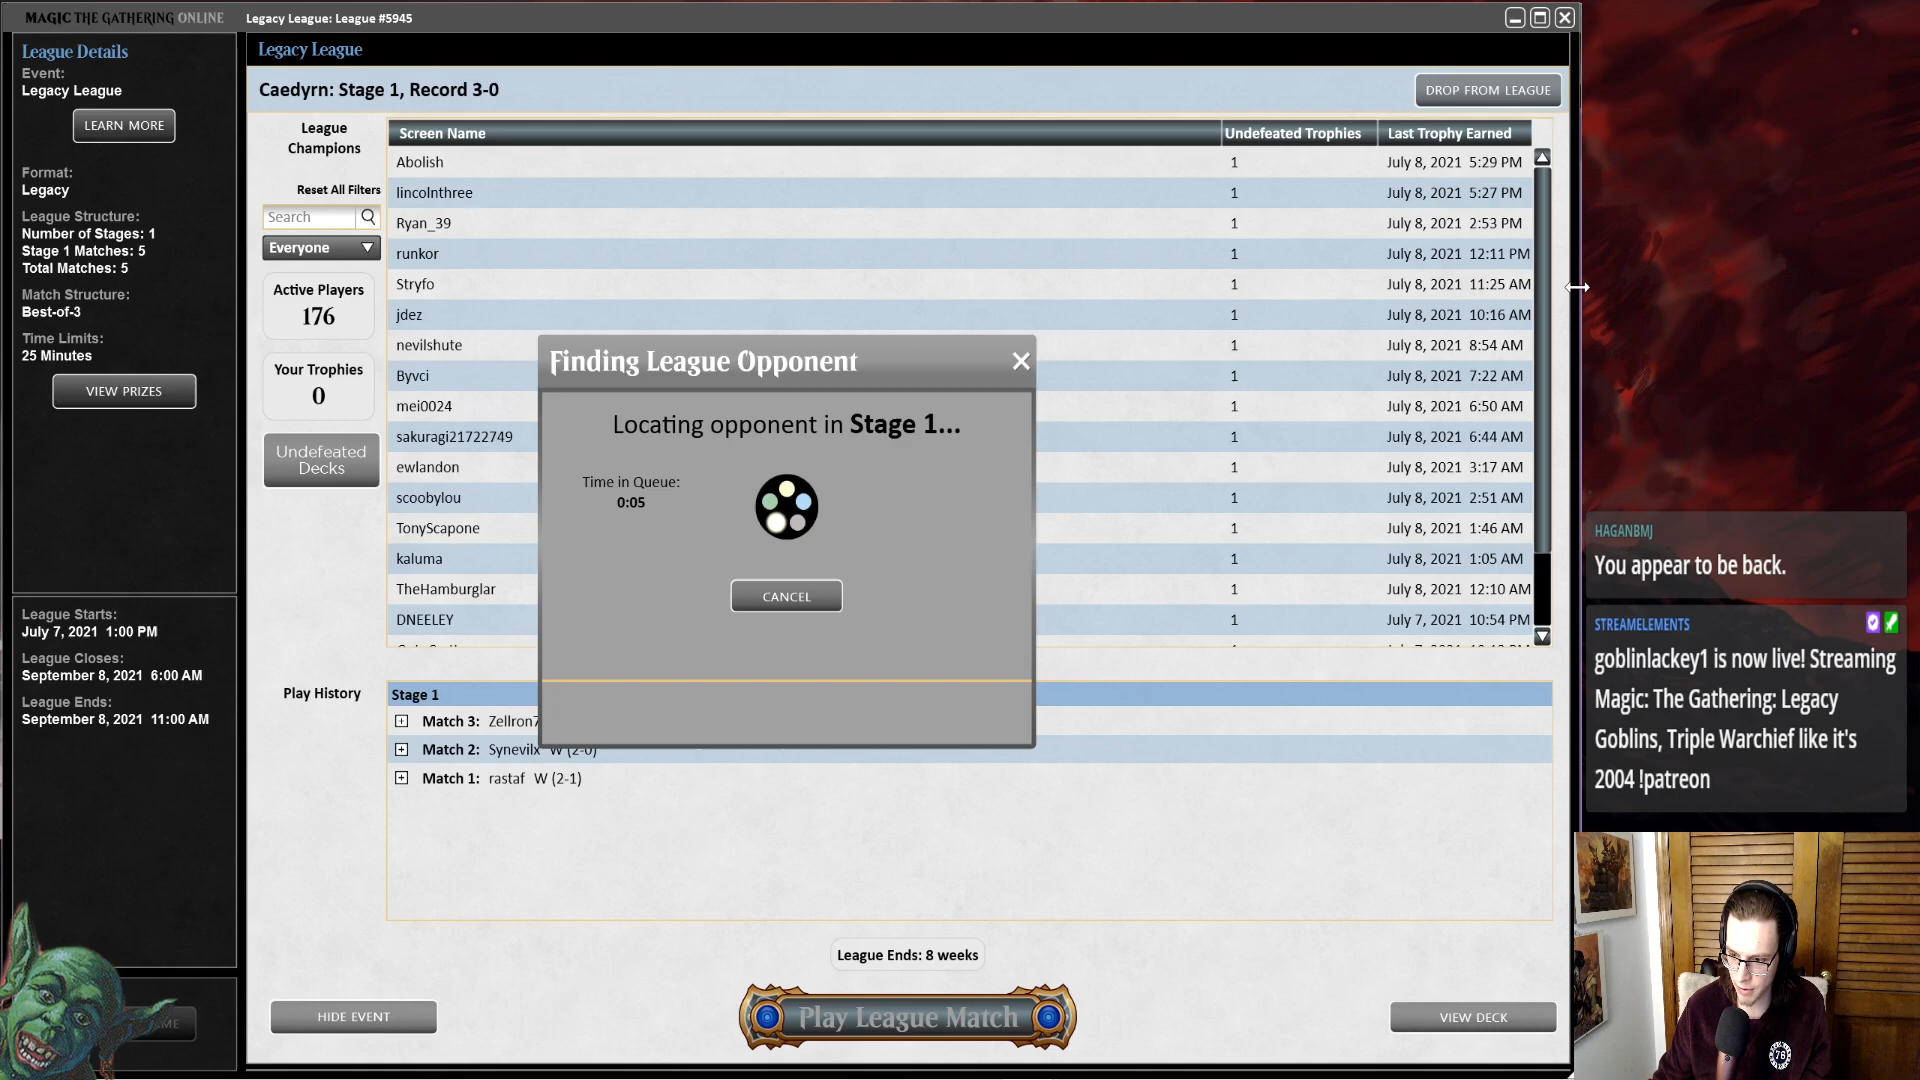 MAGIC THE GATHERING ONLINE
Legacy League: League #5945
League Details
Event:
Legacy League
LEARN MORE
Format:
Legacy
League Structure:
Number of Stages: 1
Stage 1 Matches: 5
Total Matches: 5
Match Structure:
Best-of-3
Time Limits:
25 Minutes
VIEW PRIZES
League Starts:
July 7, 2021 1:00 PM
League Closes:
September 8, 2021 6:00 AM
League Ends:
September 8, 2021 11:00 AM
Legacy League
Caedyrn: Stage 1, Record 3-0
DROP FROM LEAGUE
League
Champions
Reset All Filters
Search
Everyone
Active Players
176
Your Trophies
0
Undefeated
Decks
Screen Name Undefeated Trophies Last Trophy Earned
Abolish 1 July 8, 2021 5:29 PM
lincolnthree 1 July 8, 2021 5:27 PM
Ryan_39 1 July 8, 2021 2:53 PM
runkor 1 July 8, 2021 12:11 PM
Stryfo 1 July 8, 2021 11:25 AM
jdez 1 July 8, 2021 10:16 AM
nevilshute 1 July 8, 2021 8:54 AM
Byvci 1 July 8, 2021 7:22 AM
mei0024 1 July 8, 2021 6:50 AM
sakuragi21722749 1 July 8, 2021 6:44 AM
ewlandon 1 July 8, 2021 3:17 AM
scoobylou 1 July 8, 2021 2:51 AM
TonyScapone 1 July 8, 2021 1:46 AM
kaluma 1 July 8, 2021 1:05 AM
TheHamburglar 1 July 8, 2021 12:10 AM
DNEELEY 1 July 7, 2021 10:54 PM
Finding League Opponent
Locating opponent in Stage 1...
Time in Queue:
0:05
CANCEL
Play History
Stage 1
Match 3: Zellron7
Match 2: Synevilx W (2-0)
Match 1: rastaf W (2-1)
League Ends: 8 weeks
HIDE EVENT
Play League Match
VIEW DECK
HAGANBMJ
You appear to be back.
STREAMELEMENTS
goblinlackey1 is now live! Streaming
Magic: The Gathering: Legacy
Goblins, Triple Warchief like it's
2004 !patreon
76